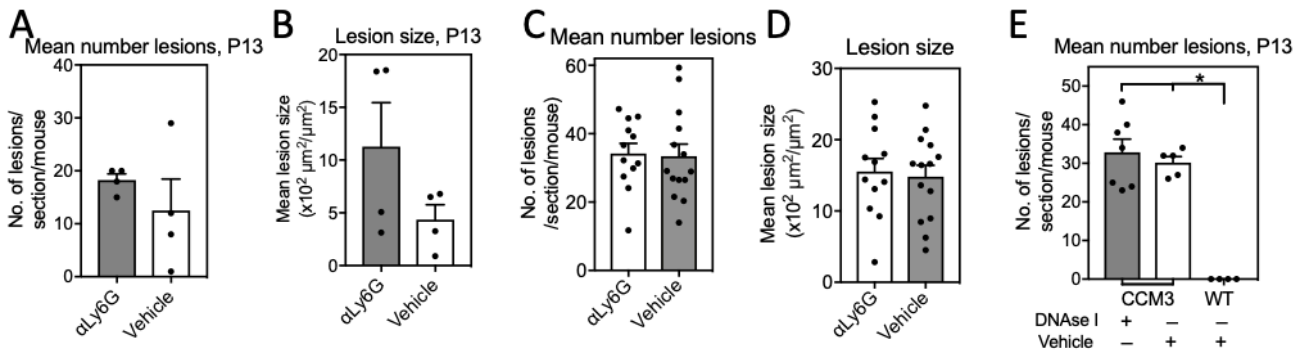 A
Mean number lesions, P13
No. of lesions/
section/mouse
40
30
20
10
0
αLy6G
Vehicle
B
Lesion size, P13
Mean lesion size
(x10² µm²/µm²)
20
15
10
5
0
αLy6G
Vehicle
C
Mean number lesions
No. of lesions
/section/mouse)
60
40
20
0
αLy6G
Vehicle
D
Lesion size
Mean lesion size
(x10² µm²/µm²)
30
20
10
0
αLy6G
Vehicle
E
Mean number lesions, P13
No. of lesions/
section/mouse
50
40
30
20
10
0
*
CCM3 WT
DNAse I + – –
Vehicle – + +